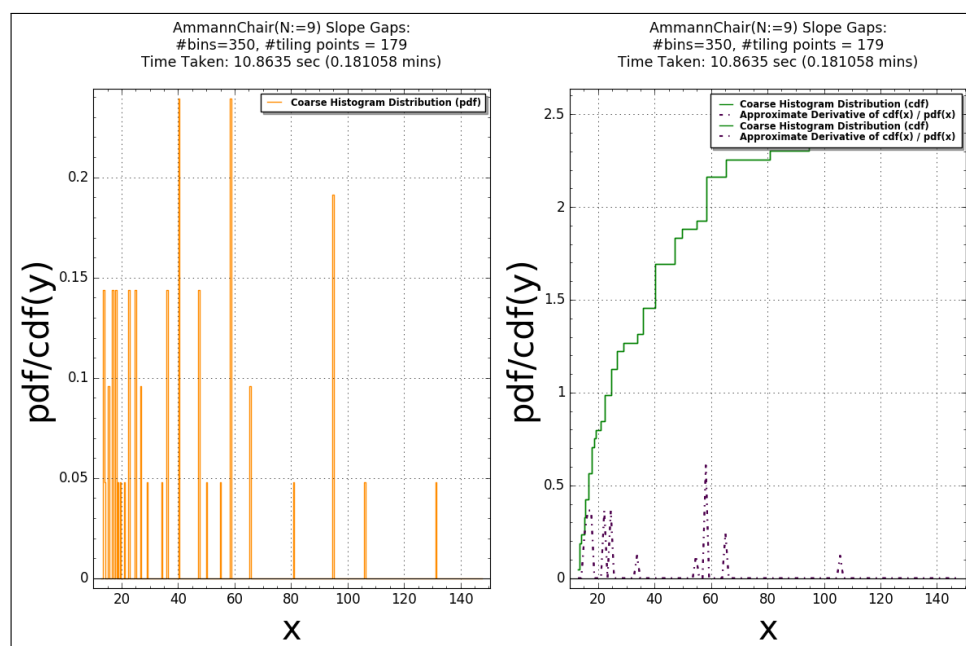 AmmannChair(N:=9) Slope Gaps:
#bins=350, #tiling points = 179
Time Taken: 10.8635 sec (0.181058 mins)
Coarse Histogram Distribution (pdf)
pdf/cdf(y)
0.2
0.15
0.1
0.05
0
20
40
60
80
100
120
140
x
AmmannChair(N:=9) Slope Gaps:
#bins=350, #tiling points = 179
Time Taken: 10.8635 sec (0.181058 mins)
Coarse Histogram Distribution (cdf)
Approximate Derivative of cdf(x) / pdf(x)
Coarse Histogram Distribution (cdf)
Approximate Derivative of cdf(x) / pdf(x)
pdf/cdf(y)
2.5
2
1.5
1
0.5
0
20
40
60
80
100
120
140
x